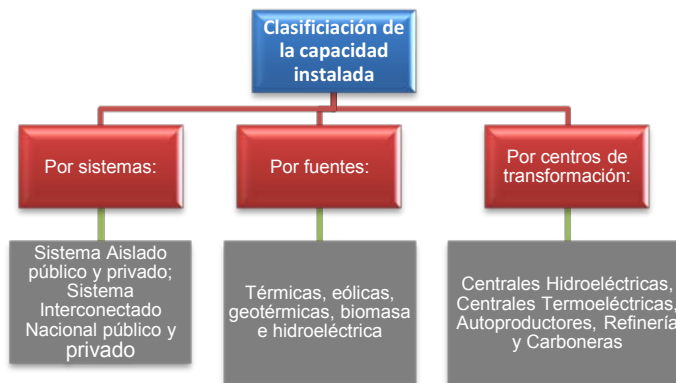 Clasificiación de
la capacidad
instalada
Por sistemas:
Por fuentes:
Por centros de
transformación:
Sistema Aislado
público y privado;
Sistema
Interconectado
Nacional público y
privado
Térmicas, eólicas,
geotérmicas, biomasa
e hidroeléctrica
Centrales Hidroeléctricas,
Centrales Termoeléctricas,
Autoproductores, Refinería
y Carboneras